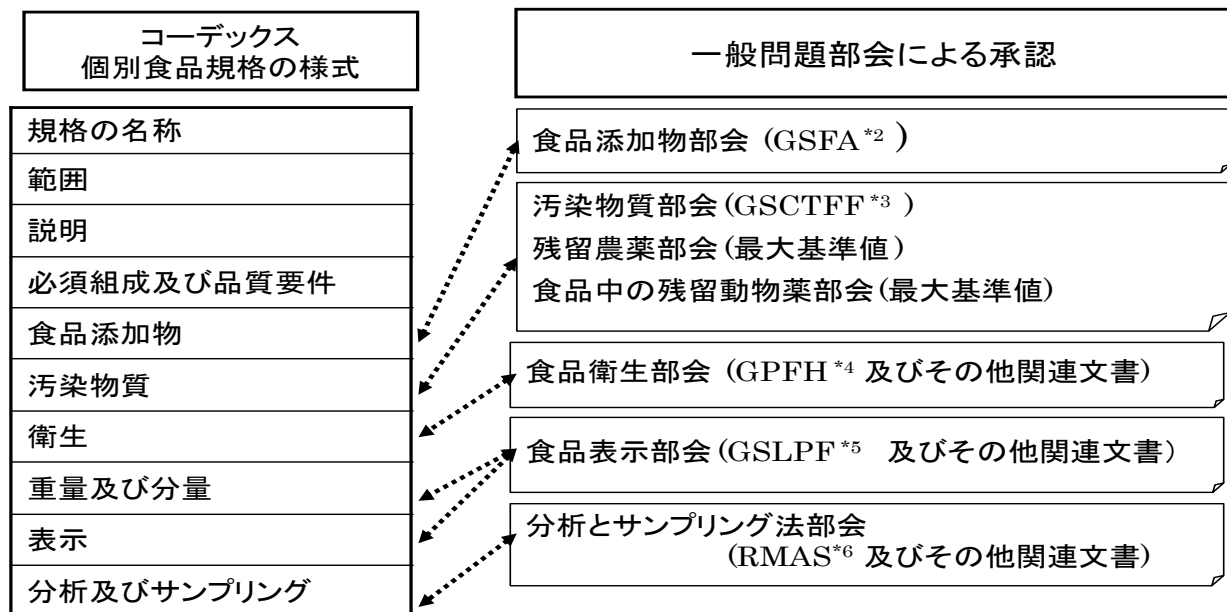 コーデックス
個別食品規格の様式
規格の名称
範囲
説明
必須組成及び品質要件
食品添加物
汚染物質
衛生
重量及び分量
表示
分析及びサンプリング
一般問題部会による承認
食品添加物部会 (GSFA*2 )
汚染物質部会(GSCTFF*3 )
残留農薬部会(最大基準値)
食品中の残留動物薬部会(最大基準値)
食品衛生部会 (GPFH*4 及びその他関連文書)
食品表示部会(GSLPF*5 及びその他関連文書)
分析とサンプリング法部会
(RMAS*6 及びその他関連文書)